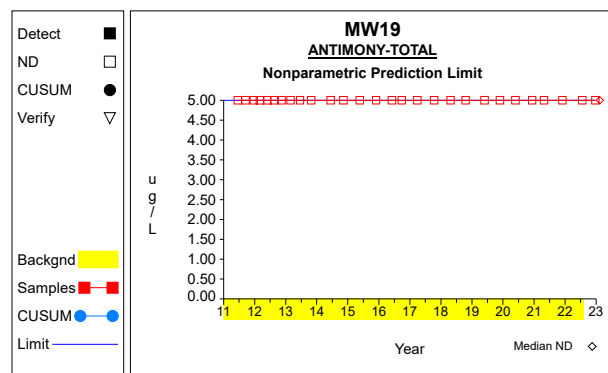 Detect
ND
CUSUM
Verify
Backgnd
Samples
CUSUM
Limit
MW19
ANTIMONY-TOTAL
Nonparametric Prediction Limit
ug/L
5.00
4.50
4.00
3.50
3.00
2.50
2.00
1.50
1.00
0.50
0.00
11 12 13 14 15 16 17 18 19 20 21 22 23
Year
Median ND